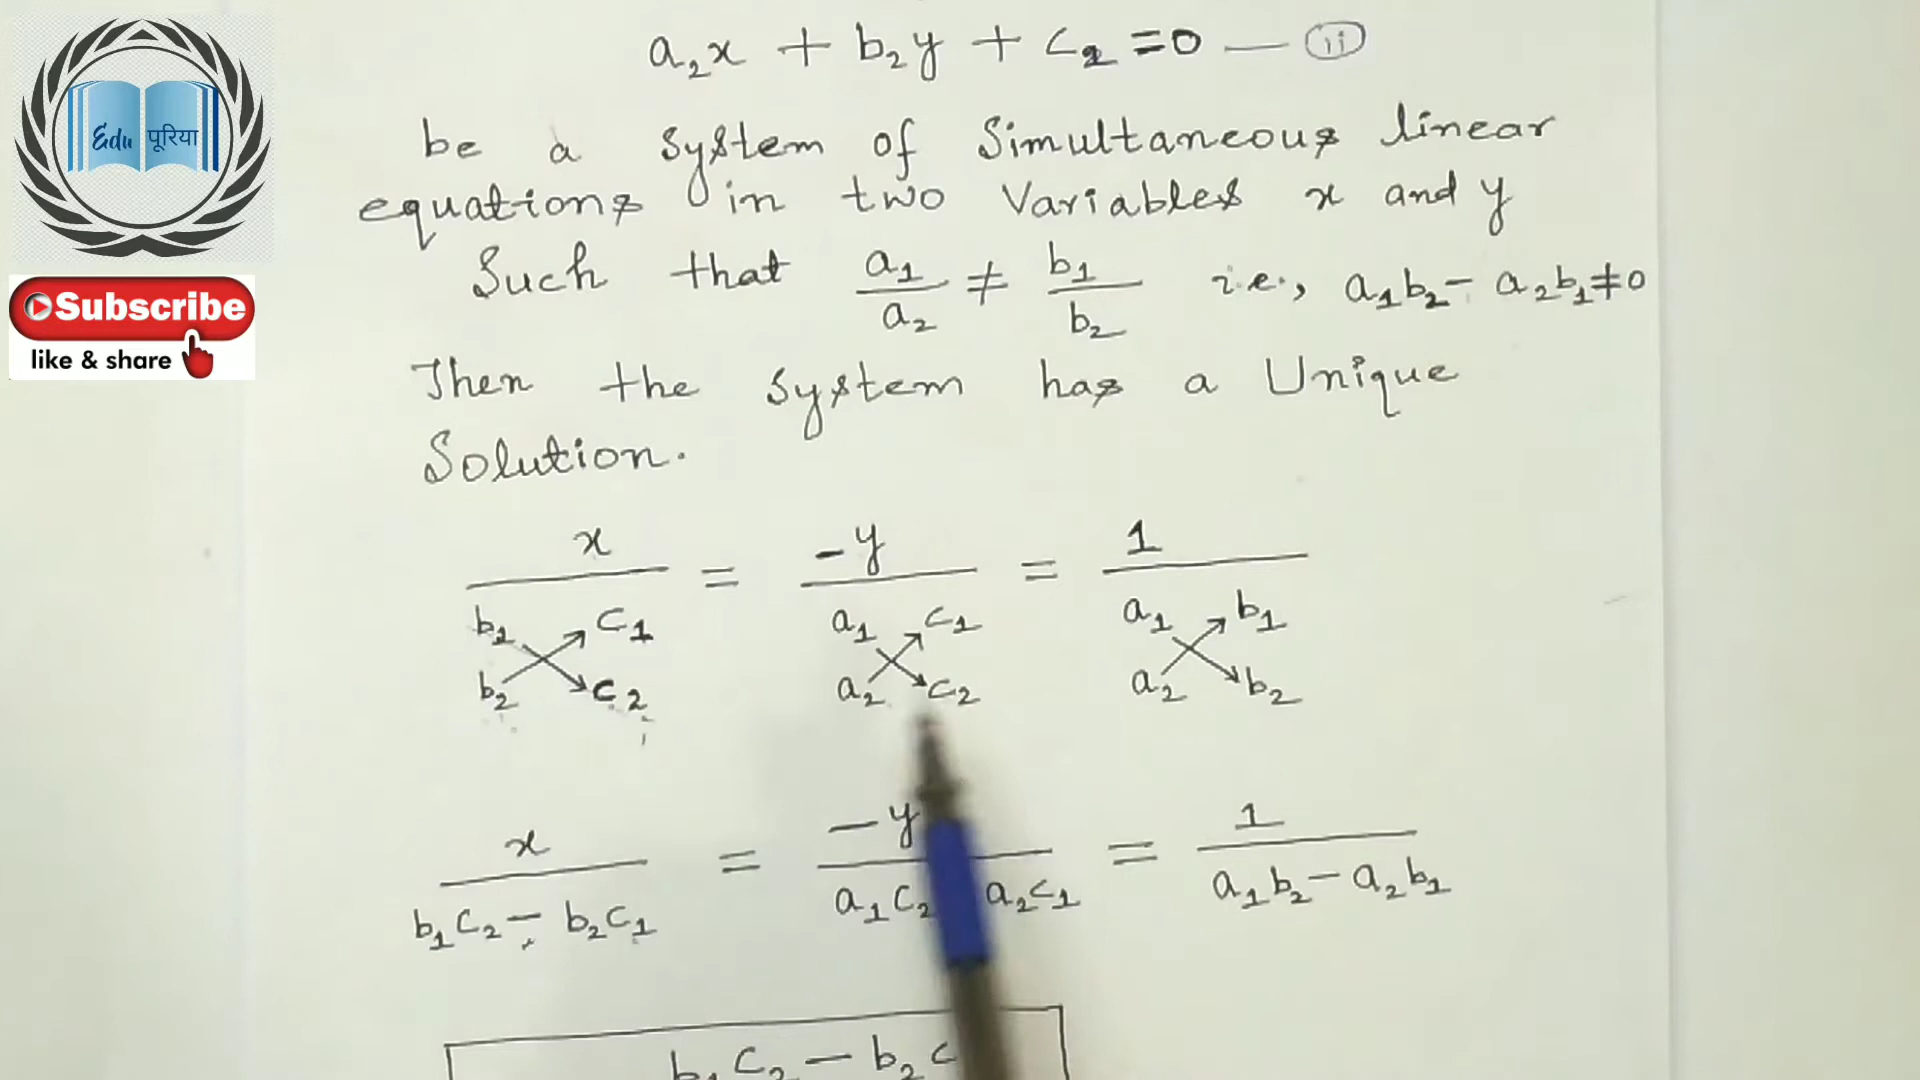 a₂x + b₂y + c₂ = 0 — (ii)
be a system of simultaneous linear
equations in two variables x and y
Such that a₁/a₂ ≠ b₁/b₂ i.e., a₁b₂ - a₂b₁ ≠ 0
Then the system has a Unique
Solution.
x = -y = 1
b₁ c₁ a₁ c₁ a₁ b₁
b₂ c₂ a₂ c₂ a₂ b₂
x = -y = 1
b₁c₂ - b₂c₁ a₁c₂ a₂c₁ a₁b₂ - a₂b₁
b₁c₂ - b₂c
Edu पूरिया
Subscribe
like & share